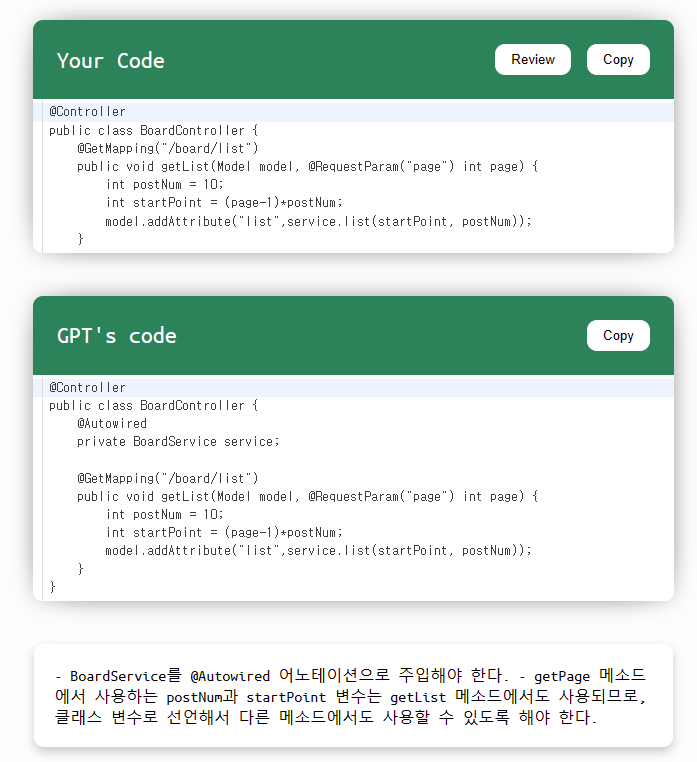 Your Code
Review
Copy
@Controller
public class BoardController {
    @GetMapping("/board/list")
    public void getList(Model model, @RequestParam("page") int page) {
        int postNum = 10;
        int startPoint = (page-1)*postNum;
        model.addAttribute("list",service.list(startPoint, postNum));
    }
GPT's code
Copy
@Controller
public class BoardController {
    @Autowired
    private BoardService service;
    @GetMapping("/board/list")
    public void getList(Model model, @RequestParam("page") int page) {
        int postNum = 10;
        int startPoint = (page-1)*postNum;
        model.addAttribute("list",service.list(startPoint, postNum));
    }
}
- BoardService를 @Autowired 어노테이션으로 주입해야 한다. - getPage 메소드
에서 사용하는 postNum과 startPoint 변수는 getList 메소드에서도 사용되므로,
클래스 변수로 선언해서 다른 메소드에서도 사용할 수 있도록 해야 한다.